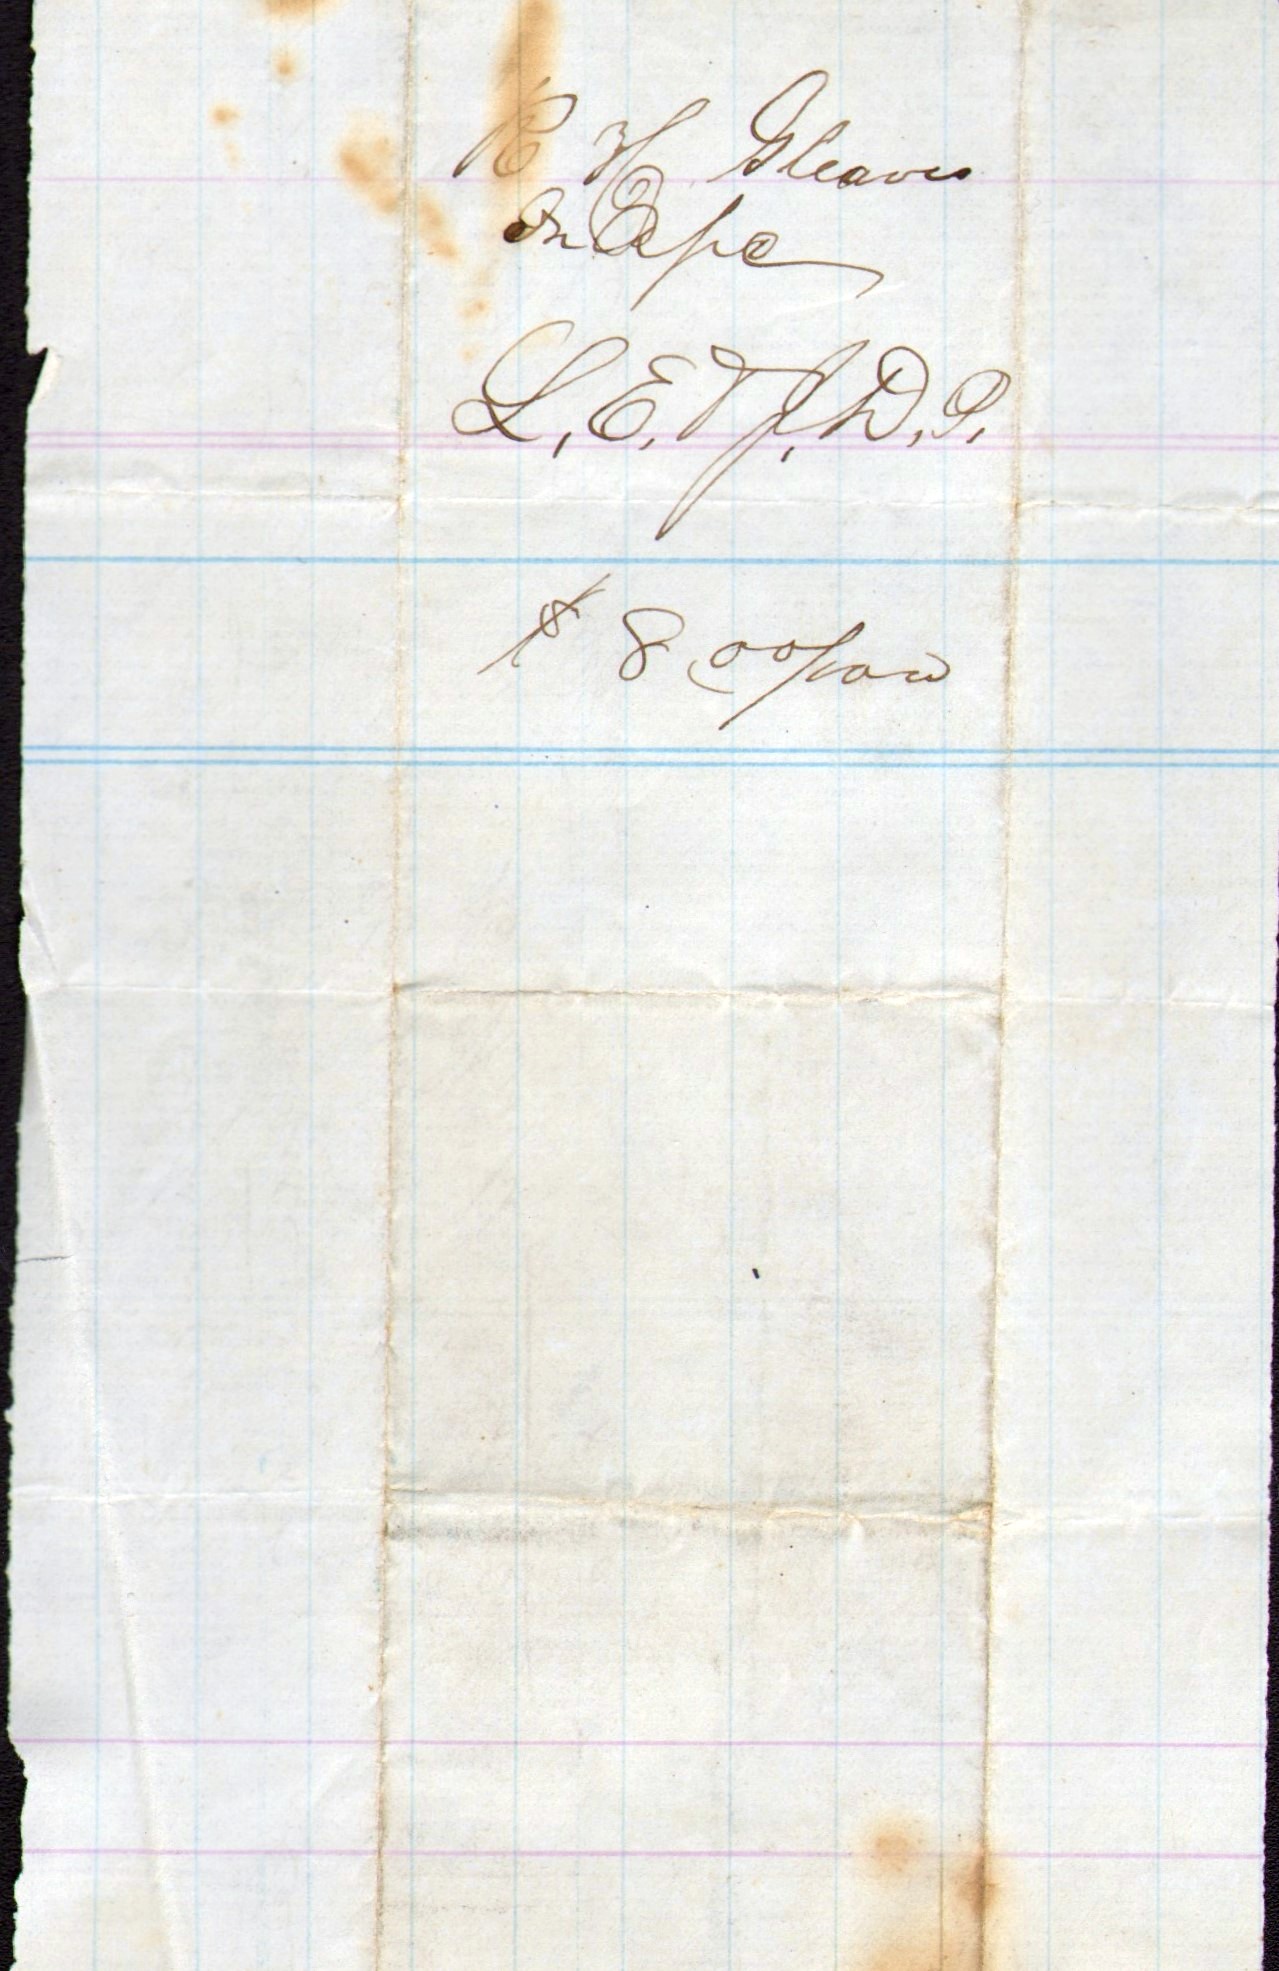 R H Gleaves
In
L. E. T. J. D. P.
$ 8 00/100